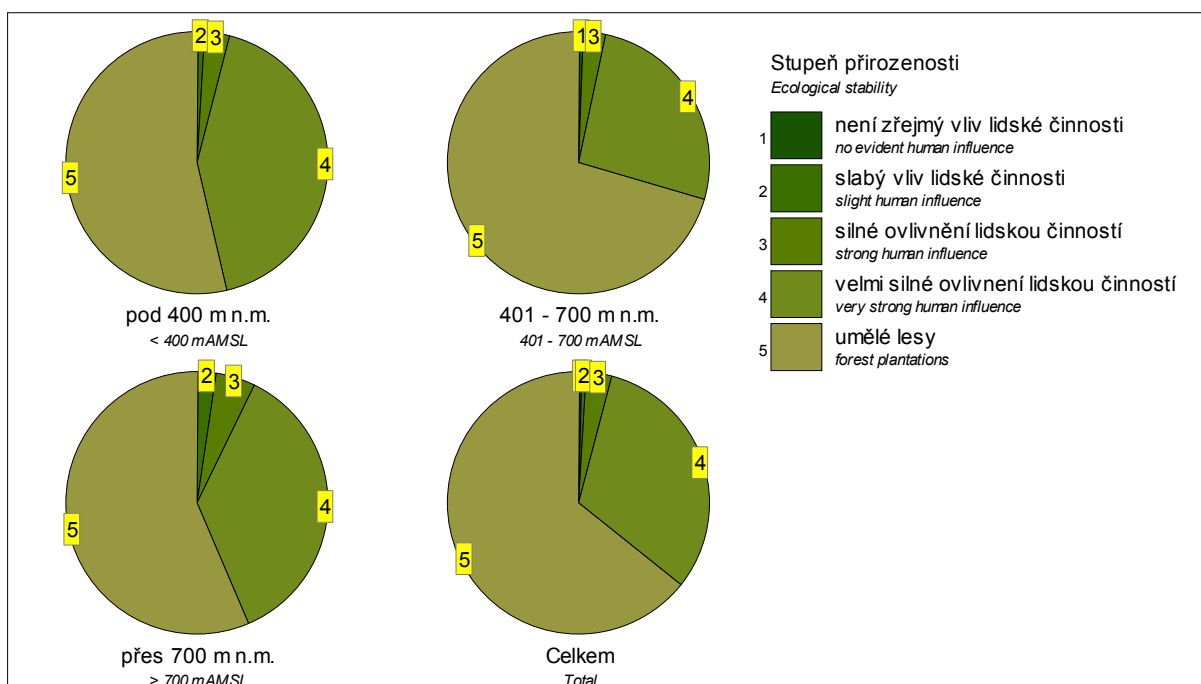 2
3
4
5
pod 400 m n.m.
< 400 mAMSL
1
3
4
5
401 - 700 m n.m.
401 - 700 mAMSL
2
3
4
5
přes 700 m n.m.
> 700 mAMSL
2
3
4
5
Celkem
Total
Stupeň přirozenosti
Ecological stability
1 není zřejmý vliv lidské činnosti
no evident human influence
2 slabý vliv lidské činnosti
slight human influence
3 silné ovlivnění lidskou činností
strong human influence
4 velmi silné ovlivnení lidskou činností
very strong human influence
5 umělé lesy
forest plantations